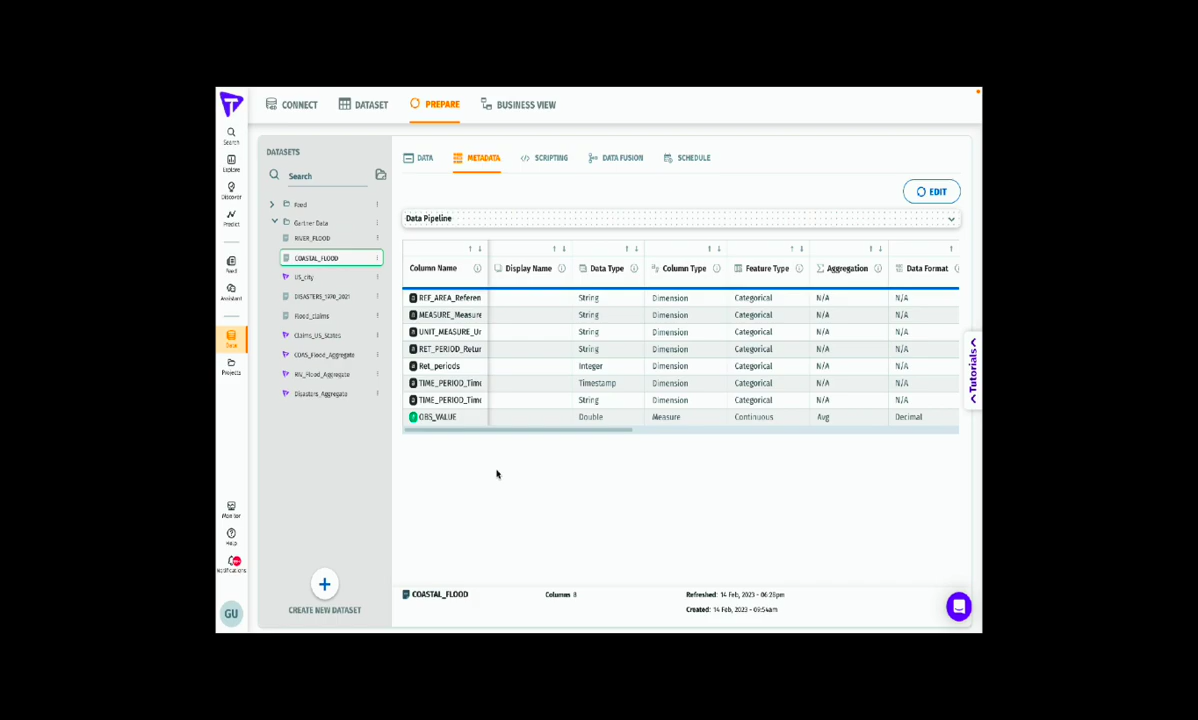 CONNECT DATASET PREPARE BUSINESS VIEW
Search
Explore
Discover
Predict
Feed
Assistant
Data
Projects
Monitor
Help
Notifications
GU
DATASETS
Search
Food
Gartner Data
RIVER_FLOOD
COASTAL_FLOOD
US_city
DISASTERS_1970_2021
Flood_claims
Claims_US_States
COAS_Flood_Aggregate
RIV_Flood_Aggregate
Disasters_Aggregate
CREATE NEW DATASET
DATA METADATA SCRIPTING DATA FUSION SCHEDULE
EDIT
Data Pipeline
Column Name Display Name Data Type Column Type Feature Type Aggregation Data Format
REF_AREA_Referen String Dimension Categorical N/A N/A
MEASURE_Measure String Dimension Categorical N/A N/A
UNIT_MEASURE_Ur String Dimension Categorical N/A N/A
RET_PERIOD_Retur String Dimension Categorical N/A N/A
Ret_periods Integer Dimension Categorical N/A N/A
TIME_PERIOD_Time Timestamp Dimension Categorical N/A N/A
TIME_PERIOD_Time String Dimension Categorical N/A N/A
OBS_VALUE Double Measure Continuous Avg Decimal
Tutorials
COASTAL_FLOOD Columns 8 Refreshed: 14 Feb, 2023 - 06:28pm
Created: 14 Feb, 2023 - 09:54am